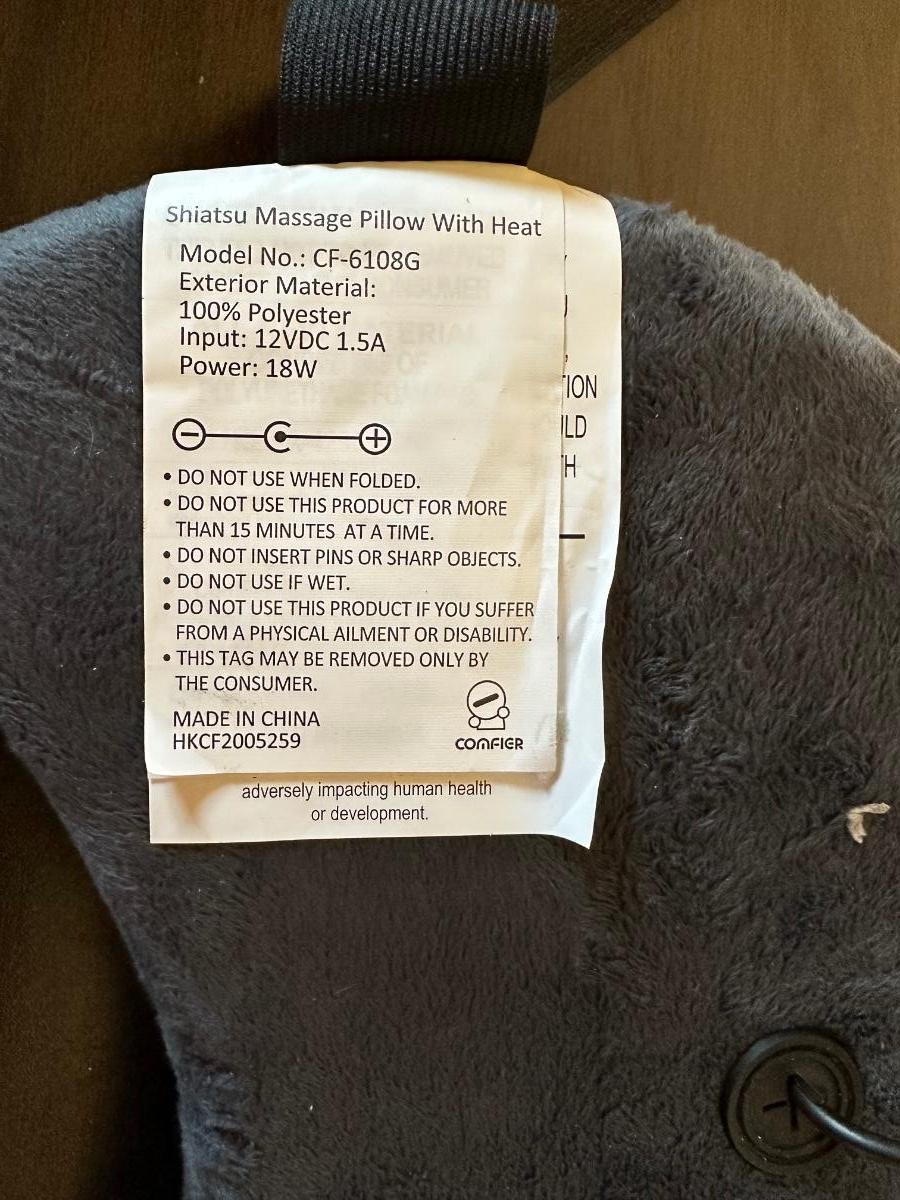 Shiatsu Massage Pillow With Heat
Model No.: CF-6108G
Exterior Material:
100% Polyester
Input: 12VDC 1.5A
Power: 18W
• DO NOT USE WHEN FOLDED.
• DO NOT USE THIS PRODUCT FOR MORE
THAN 15 MINUTES AT A TIME.
• DO NOT INSERT PINS OR SHARP OBJECTS.
• DO NOT USE IF WET.
• DO NOT USE THIS PRODUCT IF YOU SUFFER
FROM A PHYSICAL AILMENT OR DISABILITY.
• THIS TAG MAY BE REMOVED ONLY BY
THE CONSUMER.
MADE IN CHINA
HKCF2005259
COMFIER
adversely impacting human health
or development.